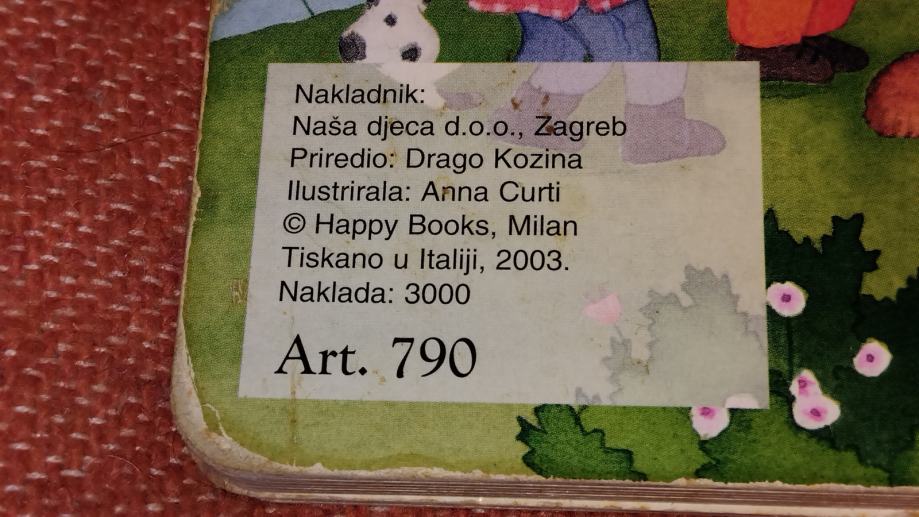 Nakladnik:
Naša djeca d.o.o., Zagreb
Priredio: Drago Kozina
Ilustrirala: Anna Curti
© Happy Books, Milan
Tiskano u Italiji, 2003.
Naklada: 3000
Art. 790